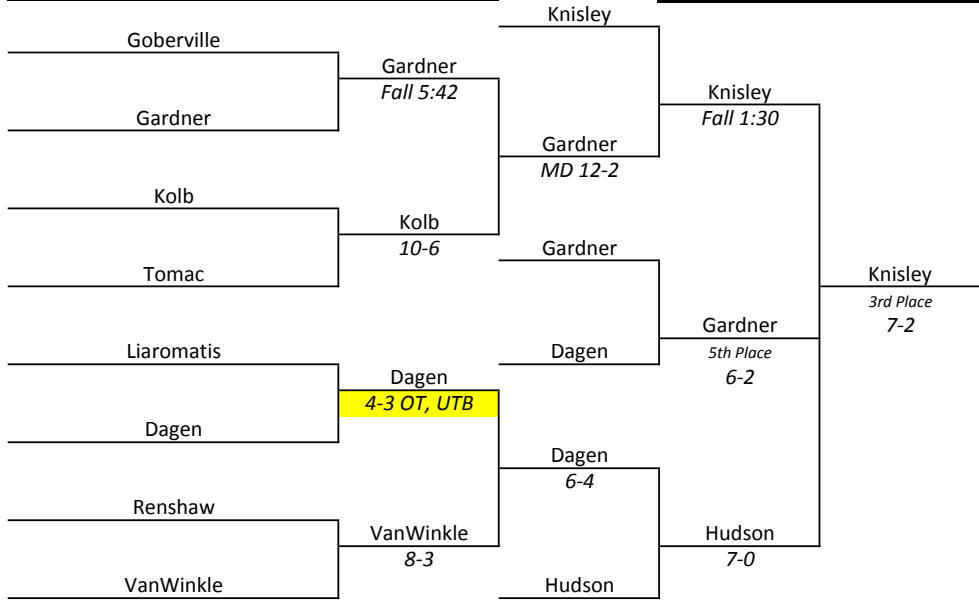 Knisley
Goberville
Gardner
Fall 5:42
Knisley
Fall 1:30
Gardner
Gardner
MD 12-2
Kolb
Kolb
10-6
Gardner
Tomac
Knisley
3rd Place
7-2
Gardner
5th Place
6-2
Liaromatis
Dagen
Dagen
4-3 OT, UTB
Dagen
Dagen
6-4
Renshaw
VanWinkle
8-3
Hudson
7-0
VanWinkle
Hudson